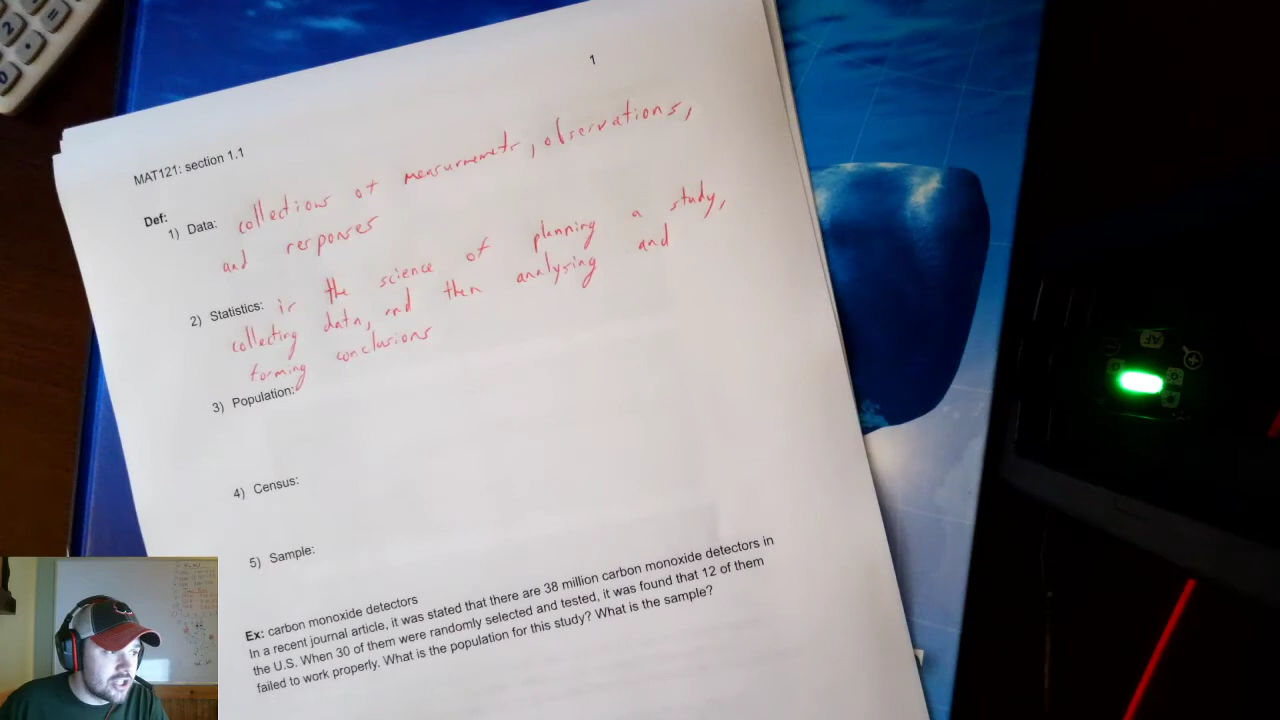 1
MAT121: section 1.1
Def:
1) Data: collections of measurnemets, observations,
and responses
2) Statistics: is the science of planning a study,
collecting data, and then analysing and
forming conclusions
3) Population:
4) Census:
5) Sample:
Ex: carbon monoxide detectors
In a recent journal article, it was stated that there are 38 million carbon monoxide detectors in
the U.S. When 30 of them were randomly selected and tested, it was found that 12 of them
failed to work properly. What is the population for this study? What is the sample?
AF